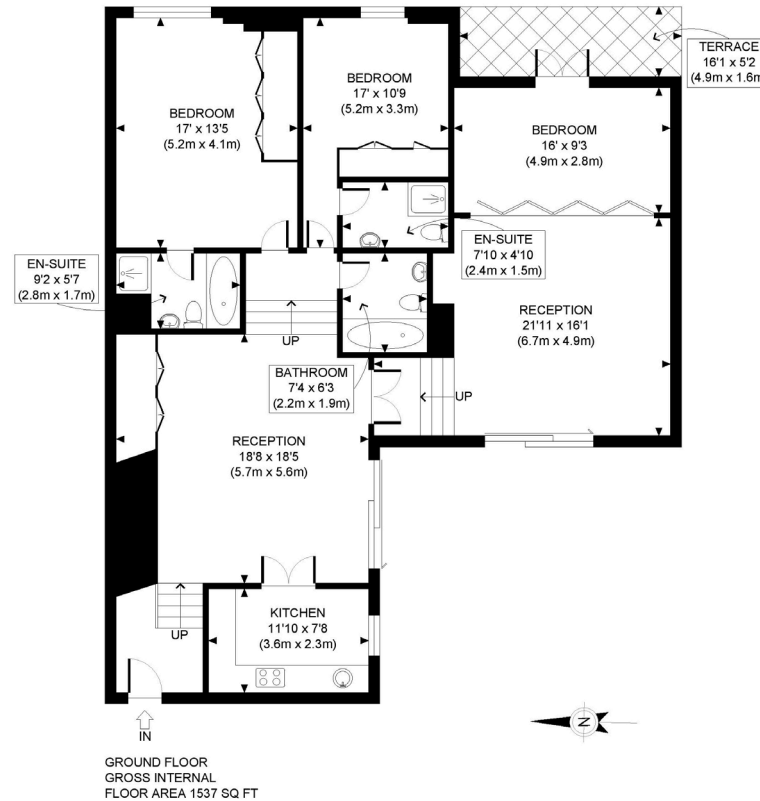 TERRACE
16'1 x 5'2
(4.9m x 1.6m
BEDROOM
17' x 13'5
(5.2m x 4.1m)
BEDROOM
17' x 10'9
(5.2m x 3.3m)
BEDROOM
16' x 9'3
(4.9m x 2.8m)
EN-SUITE
9'2 x 5'7
(2.8m x 1.7m)
EN-SUITE
7'10 x 4'10
(2.4m x 1.5m)
UP
BATHROOM
7'4 x 6'3
(2.2m x 1.9m)
RECEPTION
21'11 x 16'1
(6.7m x 4.9m)
UP
RECEPTION
18'8 x 18'5
(5.7m x 5.6m)
UP
KITCHEN
11'10 x 7'8
(3.6m x 2.3m)
IN
N
GROUND FLOOR
GROSS INTERNAL
FLOOR AREA 1537 SQ FT